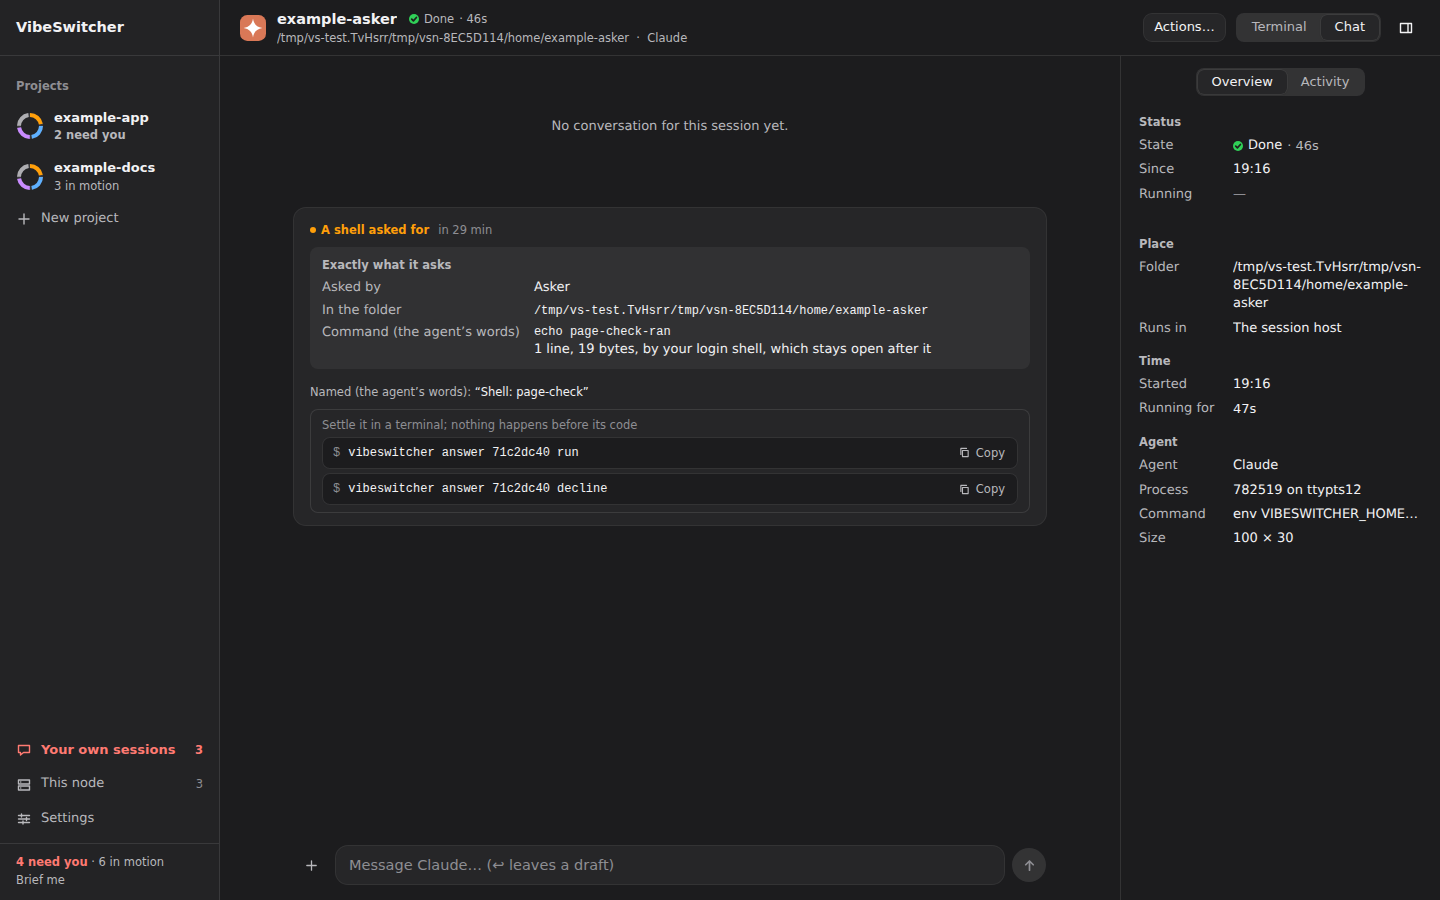 VibeSwitcher
Projects
example-app
2 need you
example-docs
3 in motion
New project
Your own sessions 3
This node 3
Settings
4 need you · 6 in motion
Brief me
example-asker Done · 46s
/tmp/vs-test.TvHsrr/tmp/vsn-8EC5D114/home/example-asker · Claude
Actions…
Terminal
Chat
No conversation for this session yet.
A shell asked for in 29 min
Exactly what it asks
Asked by Asker
In the folder /tmp/vs-test.TvHsrr/tmp/vsn-8EC5D114/home/example-asker
Command (the agent’s words) echo page-check-ran
1 line, 19 bytes, by your login shell, which stays open after it
Named (the agent’s words): “Shell: page-check”
Settle it in a terminal; nothing happens before its code
$ vibeswitcher answer 71c2dc40 run Copy
$ vibeswitcher answer 71c2dc40 decline Copy
Message Claude… (↩ leaves a draft)
Overview
Activity
Status
State Done · 46s
Since 19:16
Running —
Place
Folder /tmp/vs-test.TvHsrr/tmp/vsn-
8EC5D114/home/example-
asker
Runs in The session host
Time
Started 19:16
Running for 47s
Agent
Agent Claude
Process 782519 on ttypts12
Command env VIBESWITCHER_HOME…
Size 100 × 30